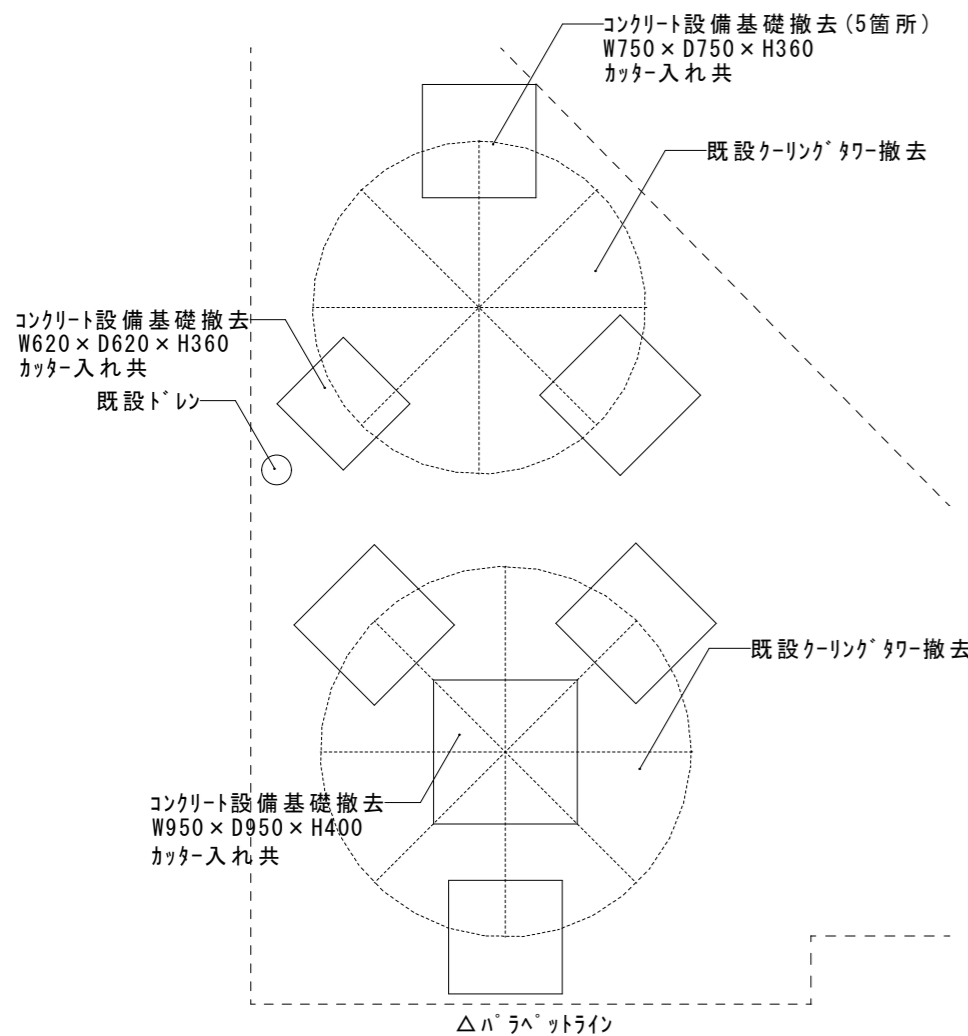 コンクリート設備基礎撤去(5箇所)
W750×D750×H360
カッター入れ共
既設クーリングタワー撤去
コンクリート設備基礎撤去
W620×D620×H360
カッター入れ共
既設ドレン
既設クーリングタワー撤去
コンクリート設備基礎撤去
W950×D950×H400
カッター入れ共
△パラペットライン